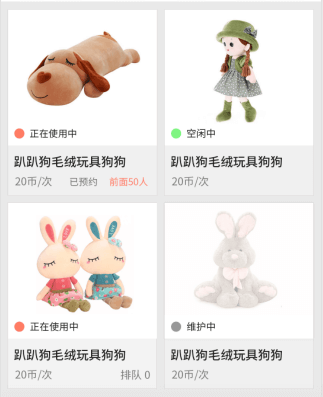 正在使用中
趴趴狗毛绒玩具狗狗
20币/次 已预约 前面50人
空闲中
趴趴狗毛绒玩具狗狗
20币/次
正在使用中
趴趴狗毛绒玩具狗狗
20币/次 排队 0
维护中
趴趴狗毛绒玩具狗狗
20币/次